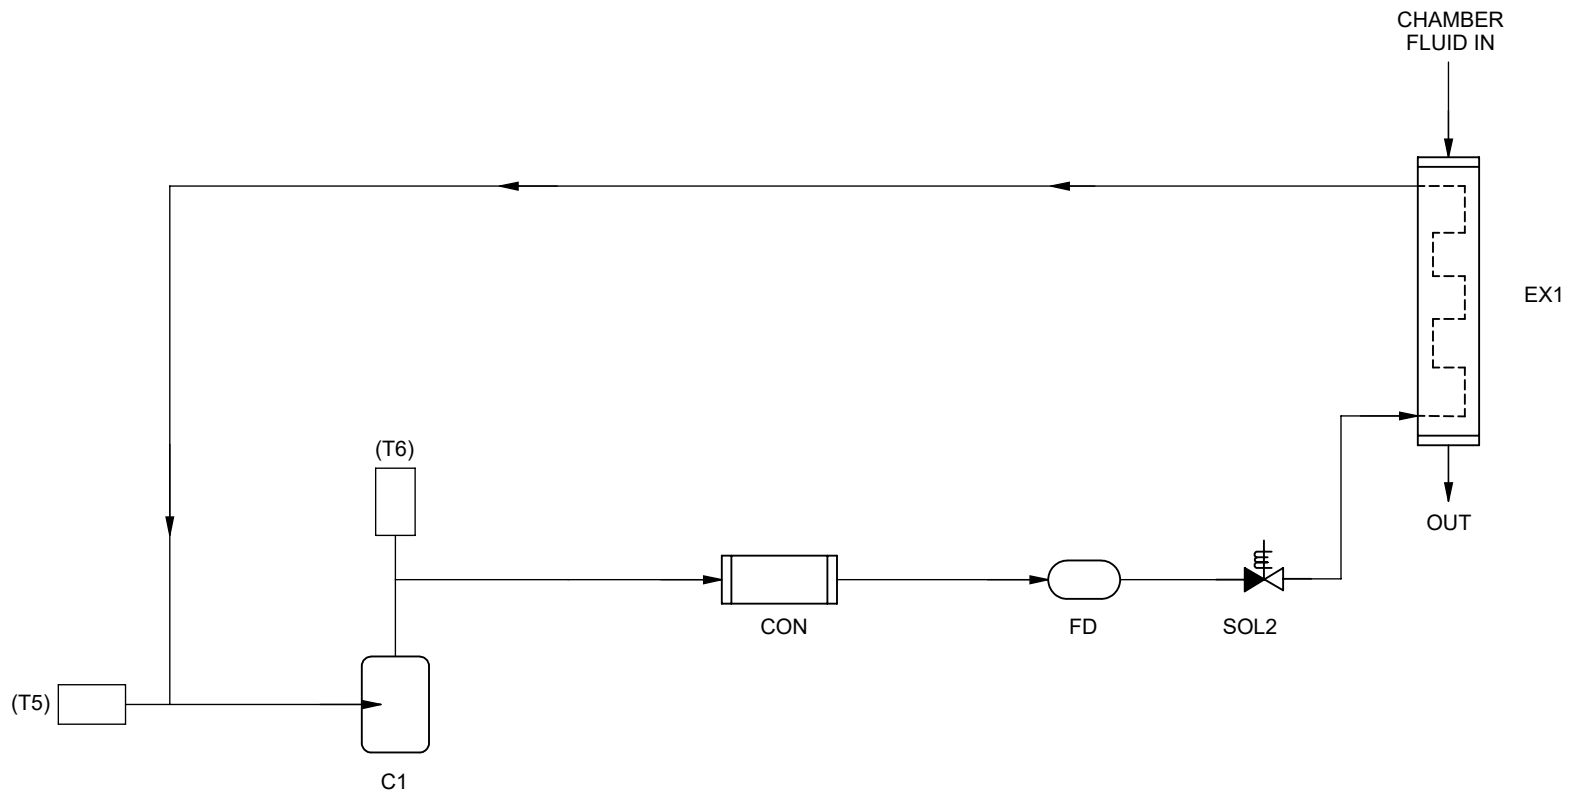 CHAMBER
FLUID IN
EX1
(T6)
OUT
CON
FD
SOL2
(T5)
C1